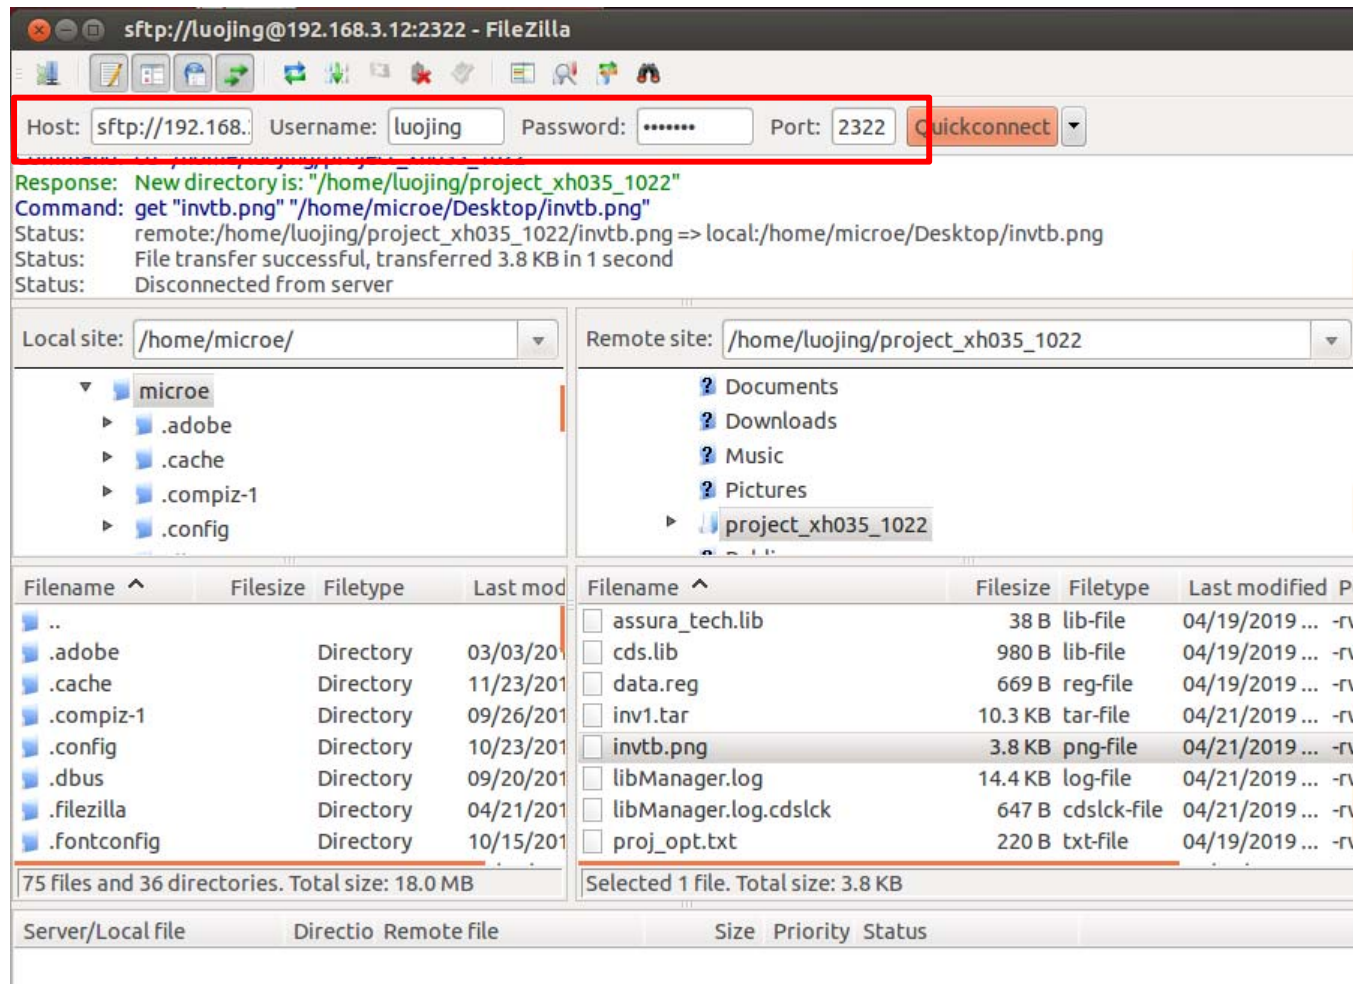 sftp://luojing@192.168.3.12:2322 - FileZilla
Host: sftp://192.168. Username: luojing Password: ••••••• Port: 2322 Quickconnect
Response: New directory is: "/home/luojing/project_xh035_1022"
Command: get "invtb.png" "/home/microe/Desktop/invtb.png"
Status: remote:/home/luojing/project_xh035_1022/invtb.png => local:/home/microe/Desktop/invtb.png
Status: File transfer successful, transferred 3.8 KB in 1 second
Status: Disconnected from server
Local site: /home/microe/ Remote site: /home/luojing/project_xh035_1022
microe
.adobe
.cache
.compiz-1
.config
Documents
Downloads
Music
Pictures
project_xh035_1022
Filename Filesize Filetype Last mod
..
.adobe Directory 03/03/201
.cache Directory 11/23/201
.compiz-1 Directory 09/26/201
.config Directory 10/23/201
.dbus Directory 09/20/201
.filezilla Directory 04/21/201
.fontconfig Directory 10/15/201
75 files and 36 directories. Total size: 18.0 MB
Filename Filesize Filetype Last modified P
assura_tech.lib 38 B lib-file 04/19/2019 ... -rv
cds.lib 980 B lib-file 04/19/2019 ... -rv
data.reg 669 B reg-file 04/19/2019 ... -rv
inv1.tar 10.3 KB tar-file 04/21/2019 ... -rv
invtb.png 3.8 KB png-file 04/21/2019 ... -rv
libManager.log 14.4 KB log-file 04/21/2019 ... -rv
libManager.log.cdslck 647 B cdslck-file 04/21/2019 ... -rv
proj_opt.txt 220 B txt-file 04/19/2019 ... -rv
Selected 1 file. Total size: 3.8 KB
Server/Local file Directio Remote file Size Priority Status